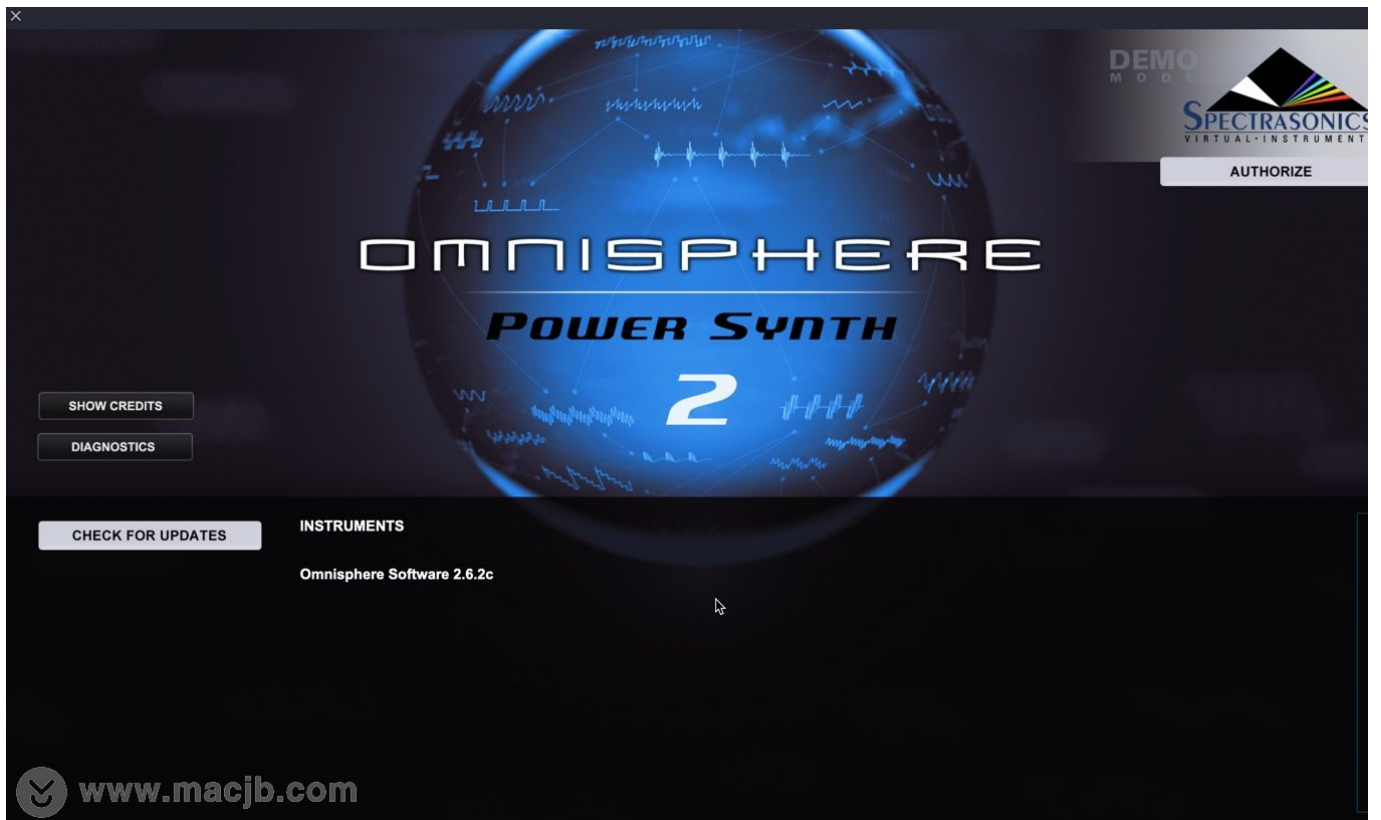 DEMO
MODE
SPECTRASONICS
VIRTUAL·INSTRUMENT
AUTHORIZE
OMNISPHERE
POWER SYNTH
2
SHOW CREDITS
DIAGNOSTICS
CHECK FOR UPDATES
INSTRUMENTS
Omnisphere Software 2.6.2c
www.macjb.com